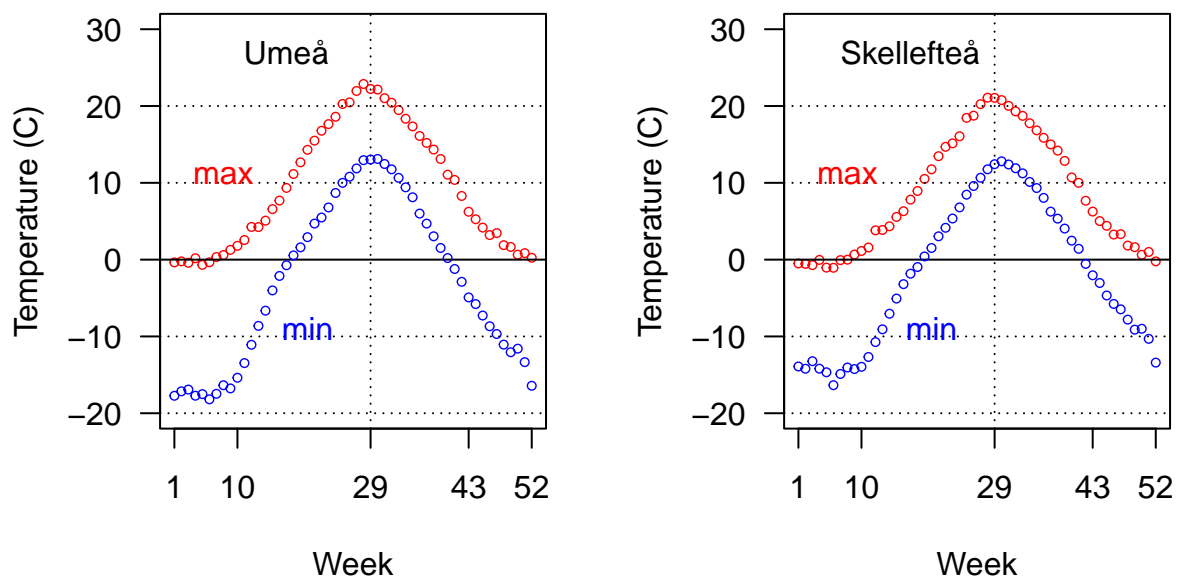 Umeå
max
min
Temperature (C)
30
20
10
0
−10
−20
1 10 29 43 52
Week
Skellefteå
max
min
Temperature (C)
30
20
10
0
−10
−20
1 10 29 43 52
Week